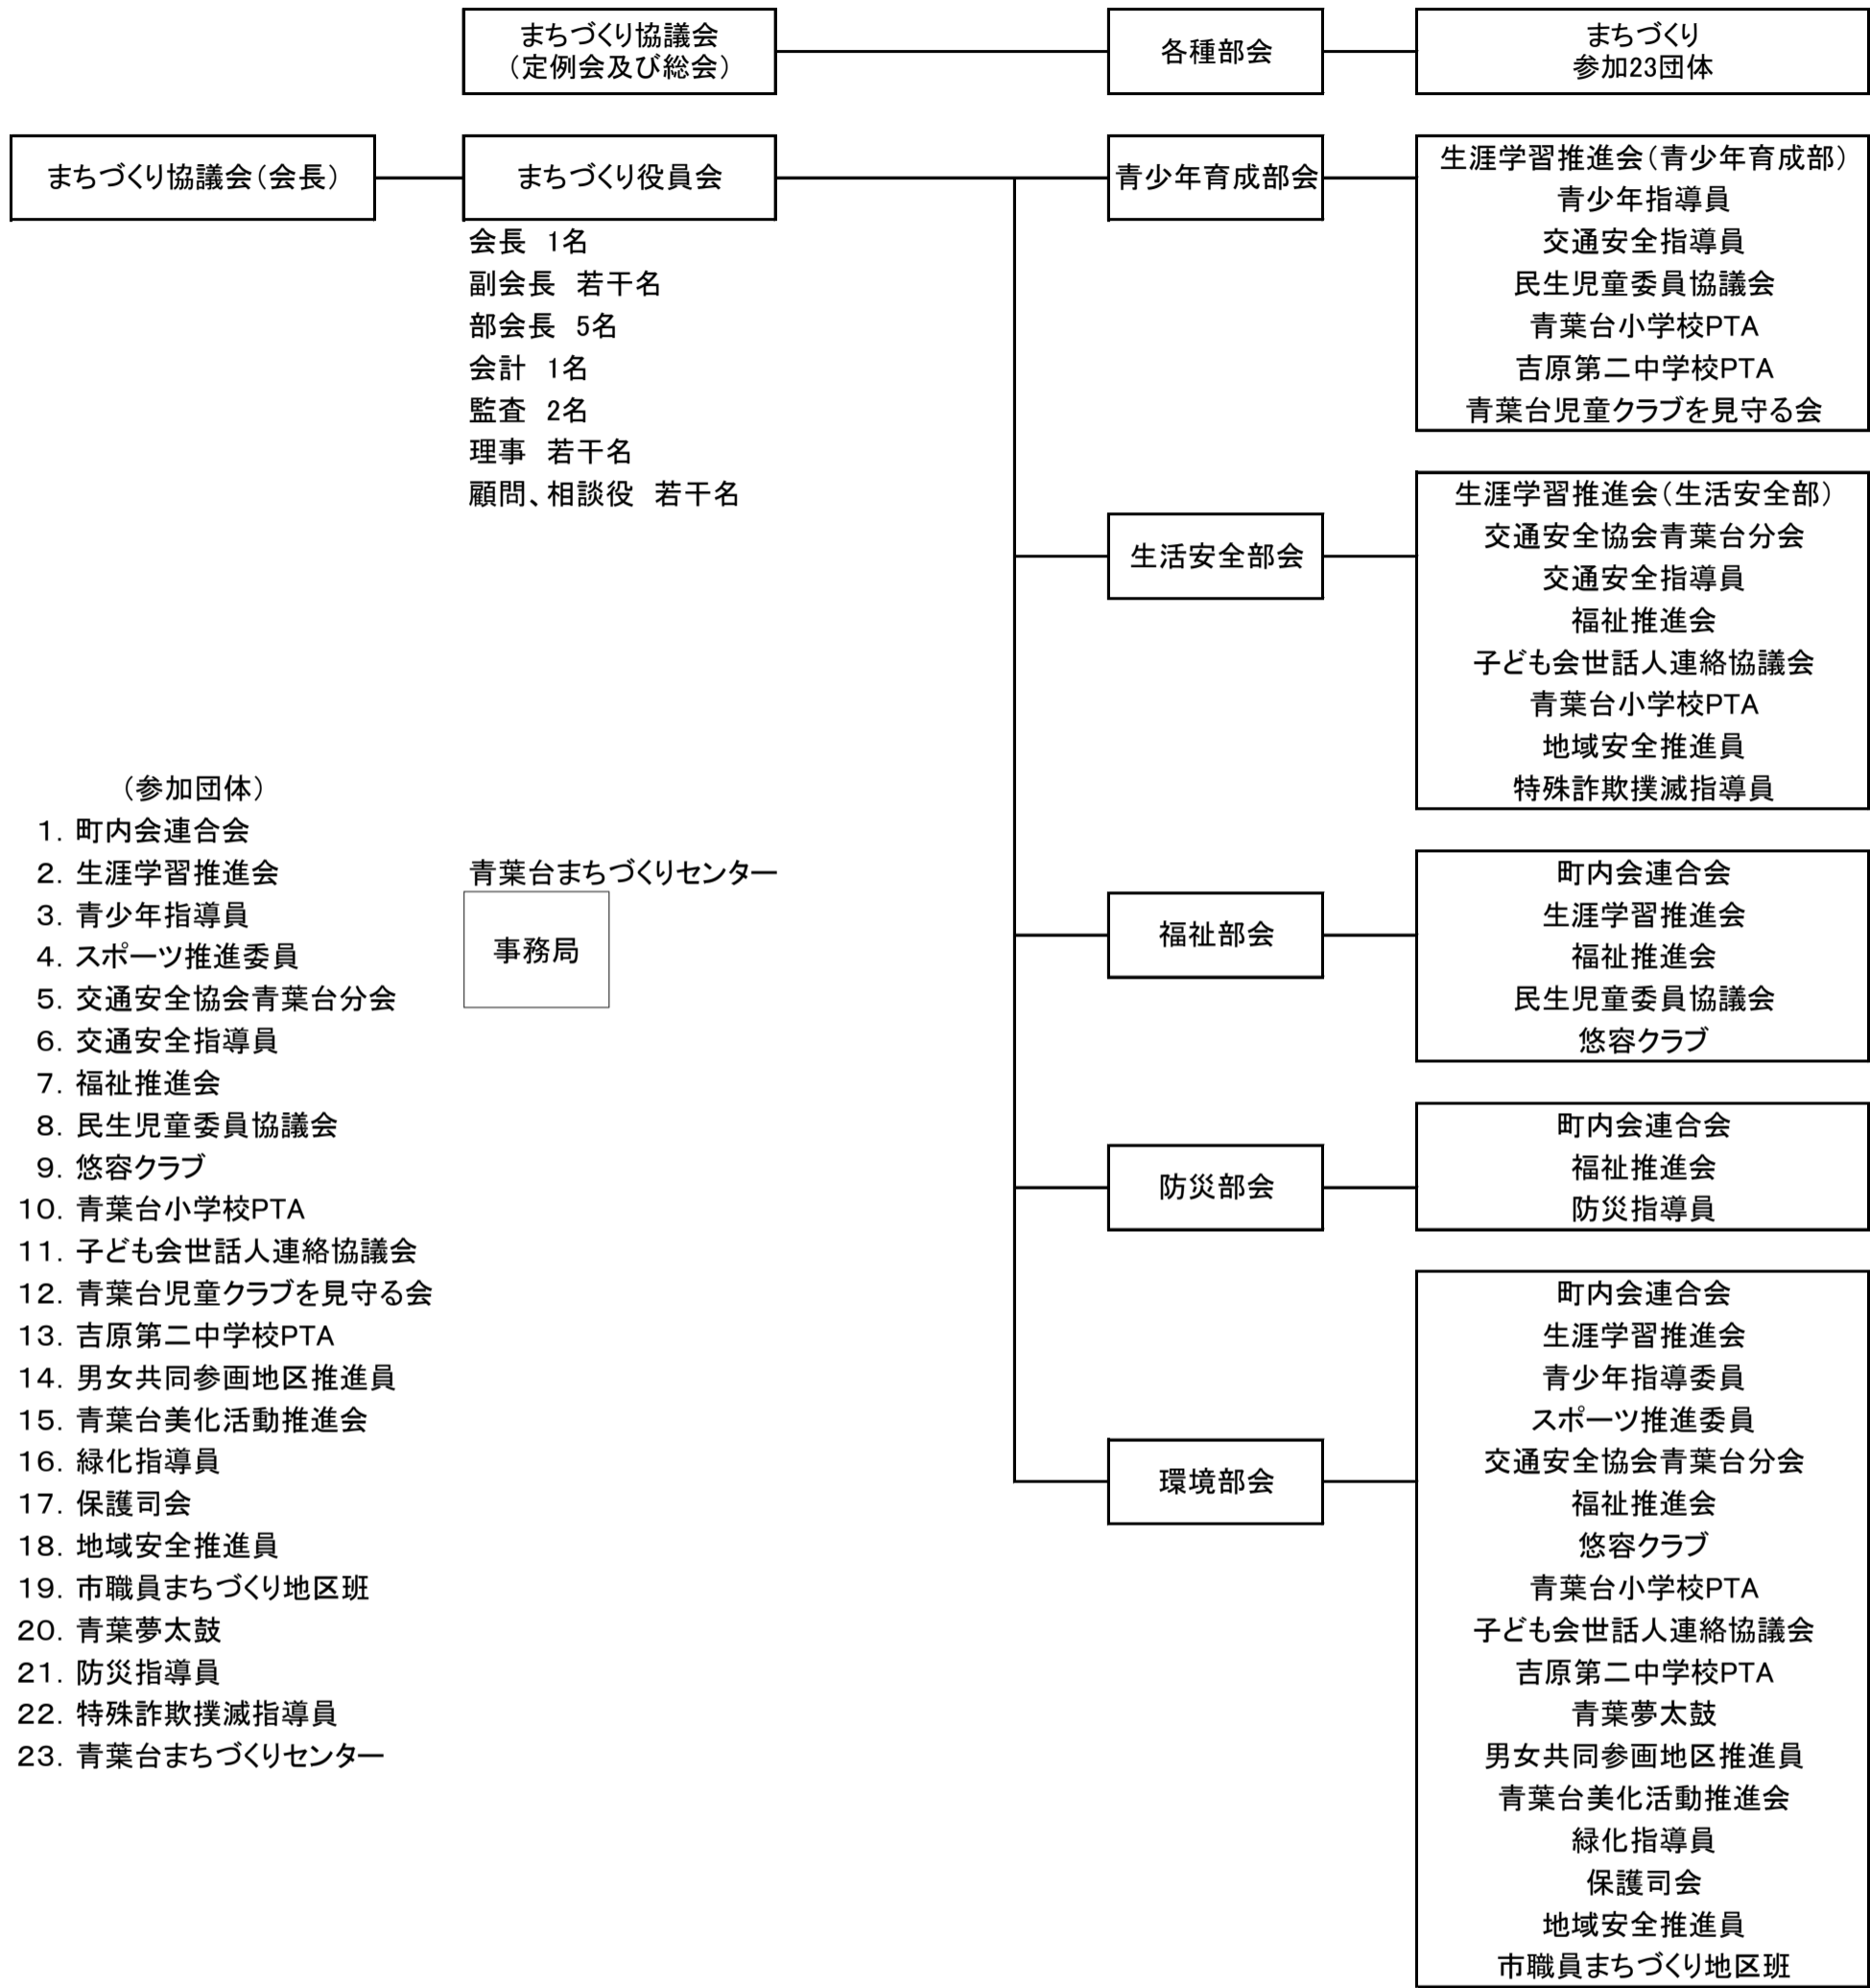 まちづくり協議会
（定例会及び総会）
各種部会
まちづくり
参加23団体
まちづくり協議会（会長）
まちづくり役員会
会長　1名
副会長　若干名
部会長　5名
会計　1名
監査　2名
理事　若干名
顧問、相談役　若干名
青少年育成部会
生涯学習推進会（青少年育成部）
青少年指導員
交通安全指導員
民生児童委員協議会
青葉台小学校PTA
吉原第二中学校PTA
青葉台児童クラブを見守る会
生活安全部会
生涯学習推進会（生活安全部）
交通安全協会青葉台分会
交通安全指導員
福祉推進会
子ども会世話人連絡協議会
青葉台小学校PTA
地域安全推進員
特殊詐欺撲滅指導員
福祉部会
町内会連合会
生涯学習推進会
福祉推進会
民生児童委員協議会
悠容クラブ
防災部会
町内会連合会
福祉推進会
防災指導員
環境部会
町内会連合会
生涯学習推進会
青少年指導委員
スポーツ推進委員
交通安全協会青葉台分会
福祉推進会
悠容クラブ
青葉台小学校PTA
子ども会世話人連絡協議会
吉原第二中学校PTA
青葉夢太鼓
男女共同参画地区推進員
青葉台美化活動推進会
緑化指導員
保護司会
地域安全推進員
市職員まちづくり地区班
（参加団体）
1. 町内会連合会
2. 生涯学習推進会
3. 青少年指導員
4. スポーツ推進委員
5. 交通安全協会青葉台分会
6. 交通安全指導員
7. 福祉推進会
8. 民生児童委員協議会
9. 悠容クラブ
10. 青葉台小学校PTA
11. 子ども会世話人連絡協議会
12. 青葉台児童クラブを見守る会
13. 吉原第二中学校PTA
14. 男女共同参画地区推進員
15. 青葉台美化活動推進会
16. 緑化指導員
17. 保護司会
18. 地域安全推進員
19. 市職員まちづくり地区班
20. 青葉夢太鼓
21. 防災指導員
22. 特殊詐欺撲滅指導員
23. 青葉台まちづくりセンター
青葉台まちづくりセンター
事務局